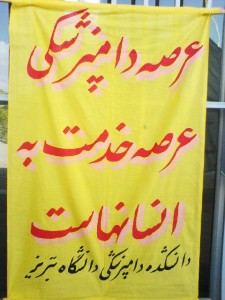 عرصه دامپزشکی
عرصه خدمت به
انسانهاست
دانشکده دامپزشکی دانشگاه تبریز